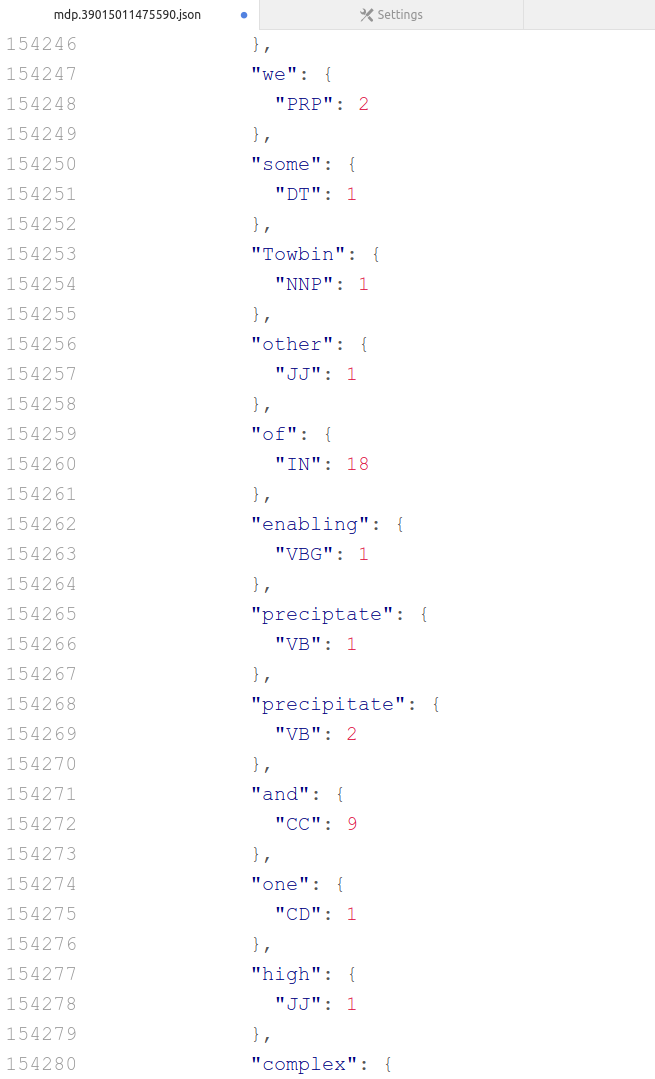 mdp.39015011475590.json Settings
154246 },
154247 "we": {
154248 "PRP": 2
154249 },
154250 "some": {
154251 "DT": 1
154252 },
154253 "Towbin": {
154254 "NNP": 1
154255 },
154256 "other": {
154257 "JJ": 1
154258 },
154259 "of": {
154260 "IN": 18
154261 },
154262 "enabling": {
154263 "VBG": 1
154264 },
154265 "preciptate": {
154266 "VB": 1
154267 },
154268 "precipitate": {
154269 "VB": 2
154270 },
154271 "and": {
154272 "CC": 9
154273 },
154274 "one": {
154275 "CD": 1
154276 },
154277 "high": {
154278 "JJ": 1
154279 },
154280 "complex": {